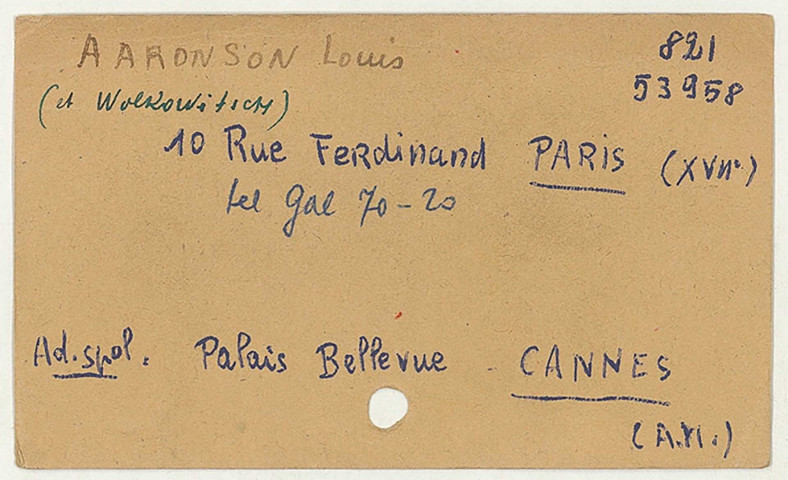 AARONSON Louis
821
53958
(et Wolkowitsch)
10 Rue Ferdinand PARIS (XVIIe)
tel Gal 70-20
Ad. spol. Palais Bellevue - CANNES
(A.M.)